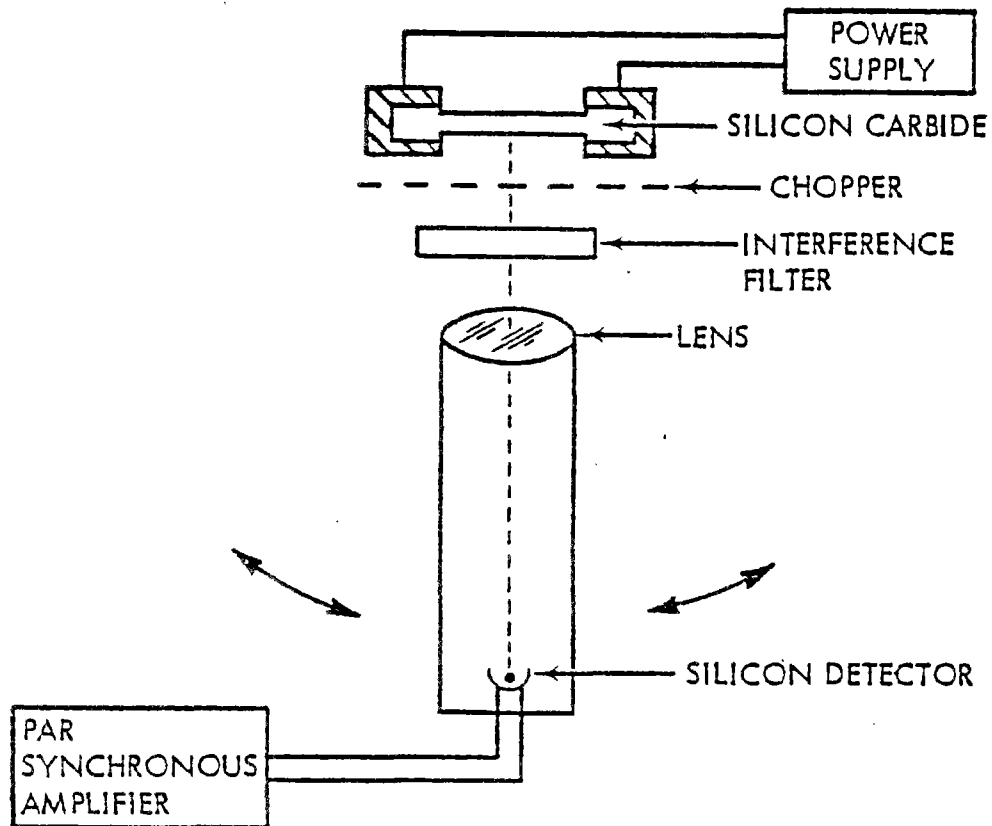 POWER
SUPPLY
SILICON CARBIDE
CHOPPER
INTERFERENCE
FILTER
LENS
SILICON DETECTOR
PAR
SYNCHRONOUS
AMPLIFIER